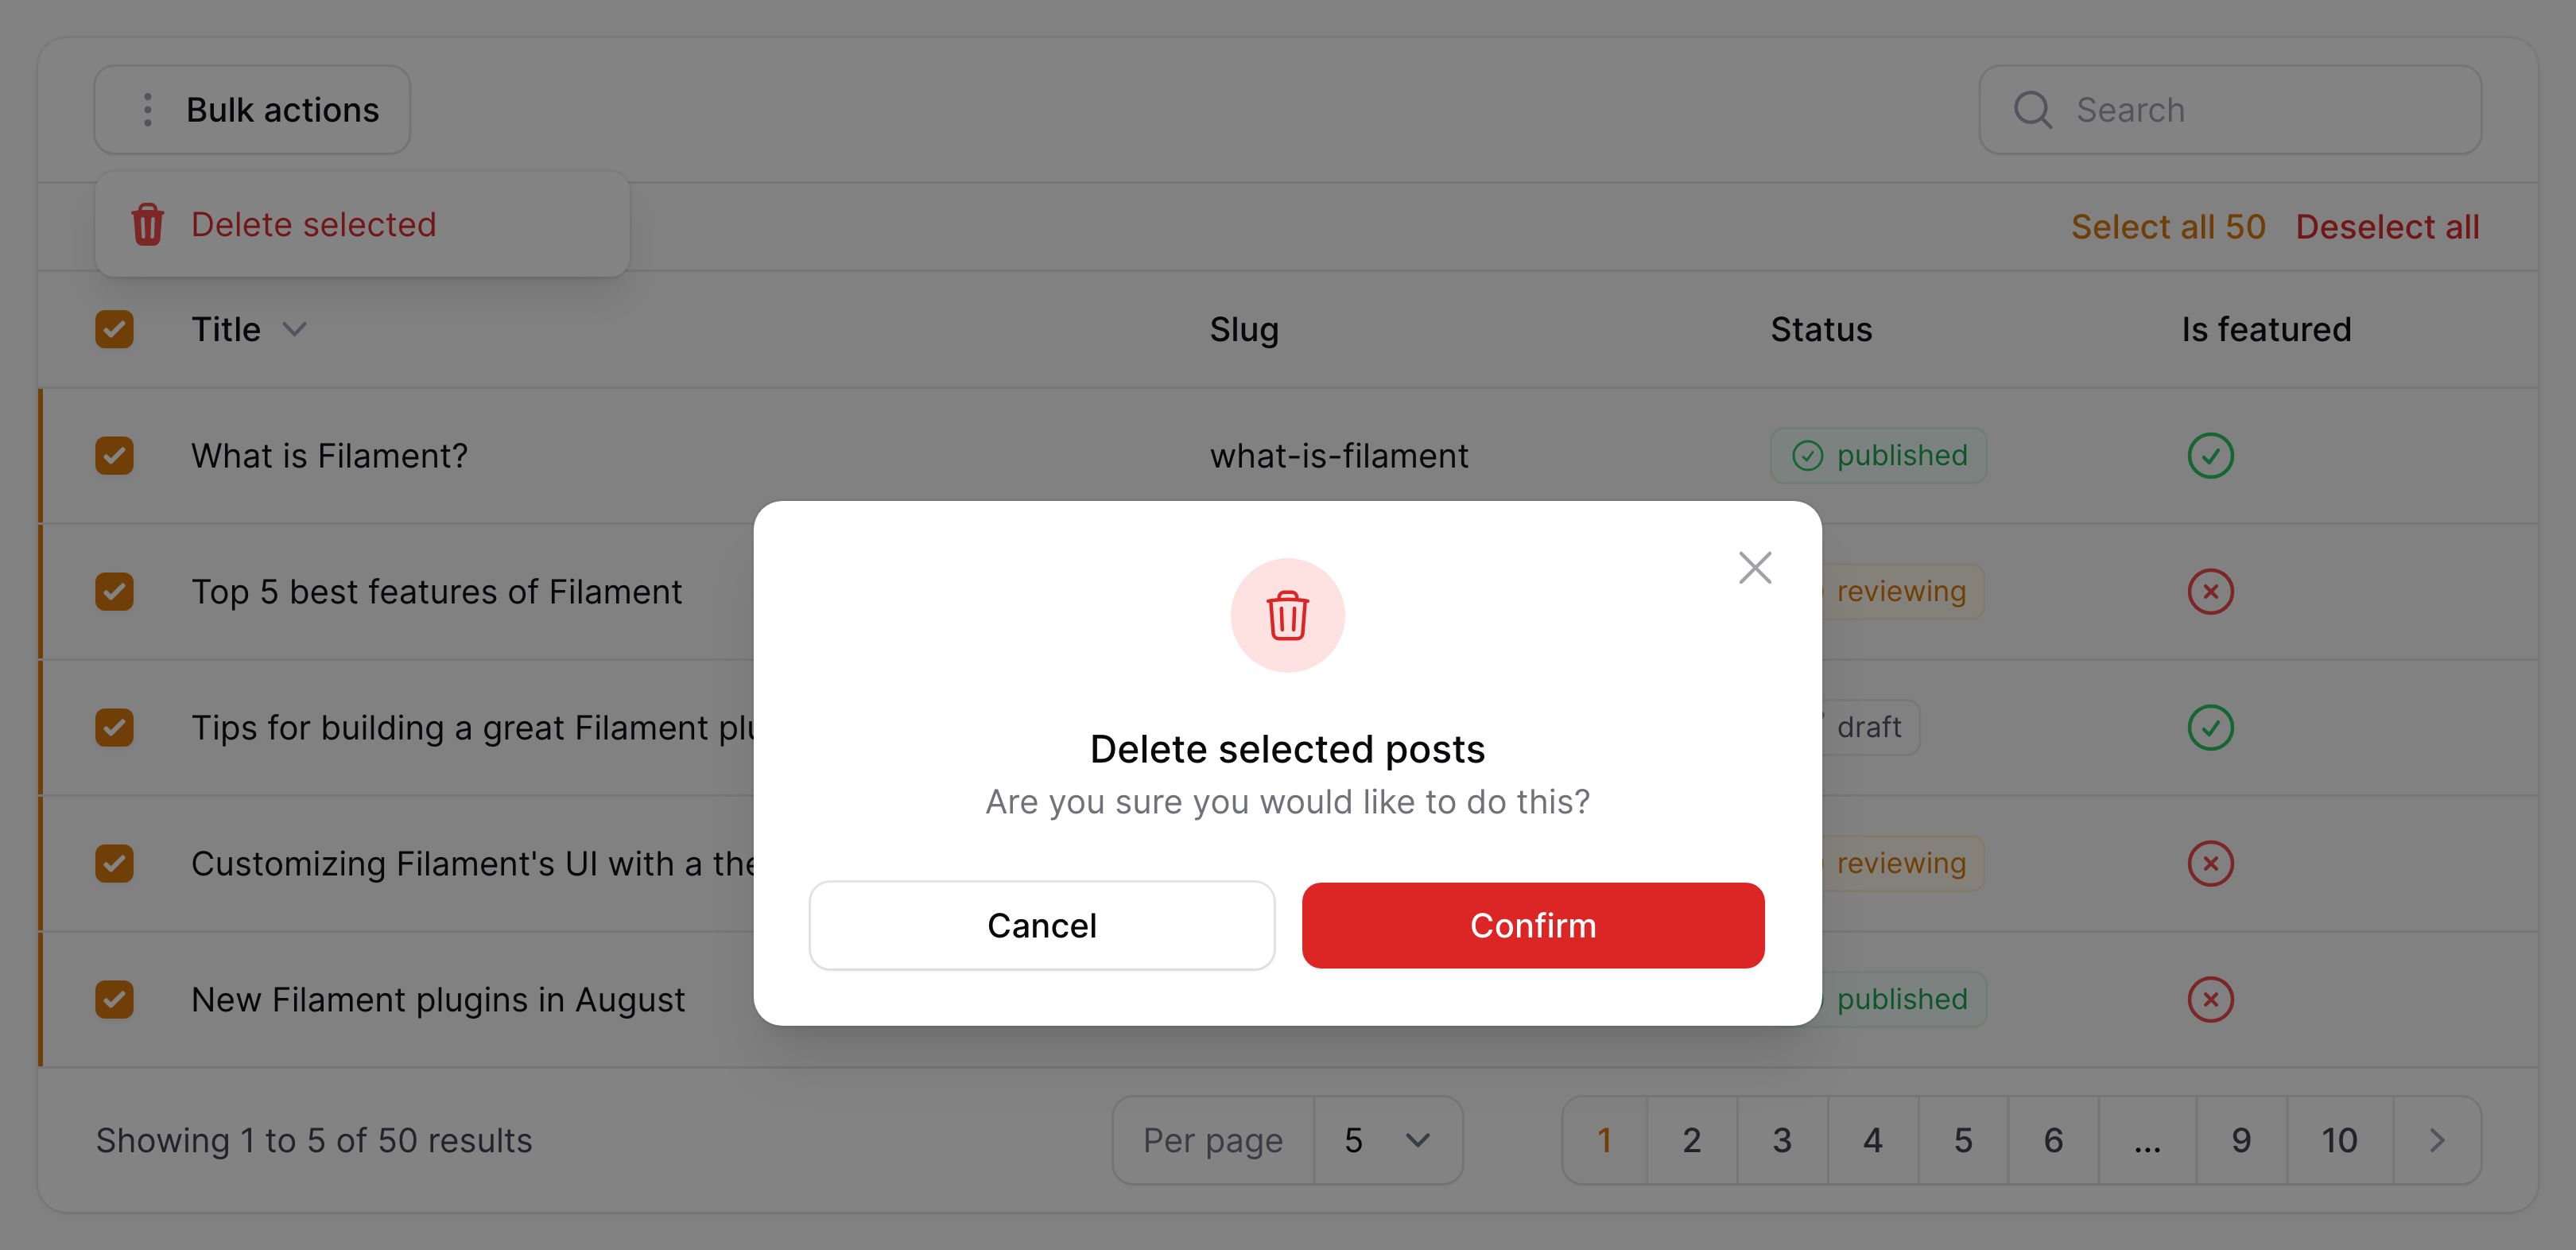 Bulk actions
Search
Delete selected
Select all 50 Deselect all
Title Slug Status Is featured
What is Filament? what-is-filament published
Top 5 best features of Filament reviewing
Tips for building a great Filament draft
Customizing Filament's UI with a reviewing
New Filament plugins in August published
Delete selected posts
Are you sure you would like to do this?
Cancel Confirm
Showing 1 to 5 of 50 results Per page 5 1 2 3 4 5 6 ... 9 10